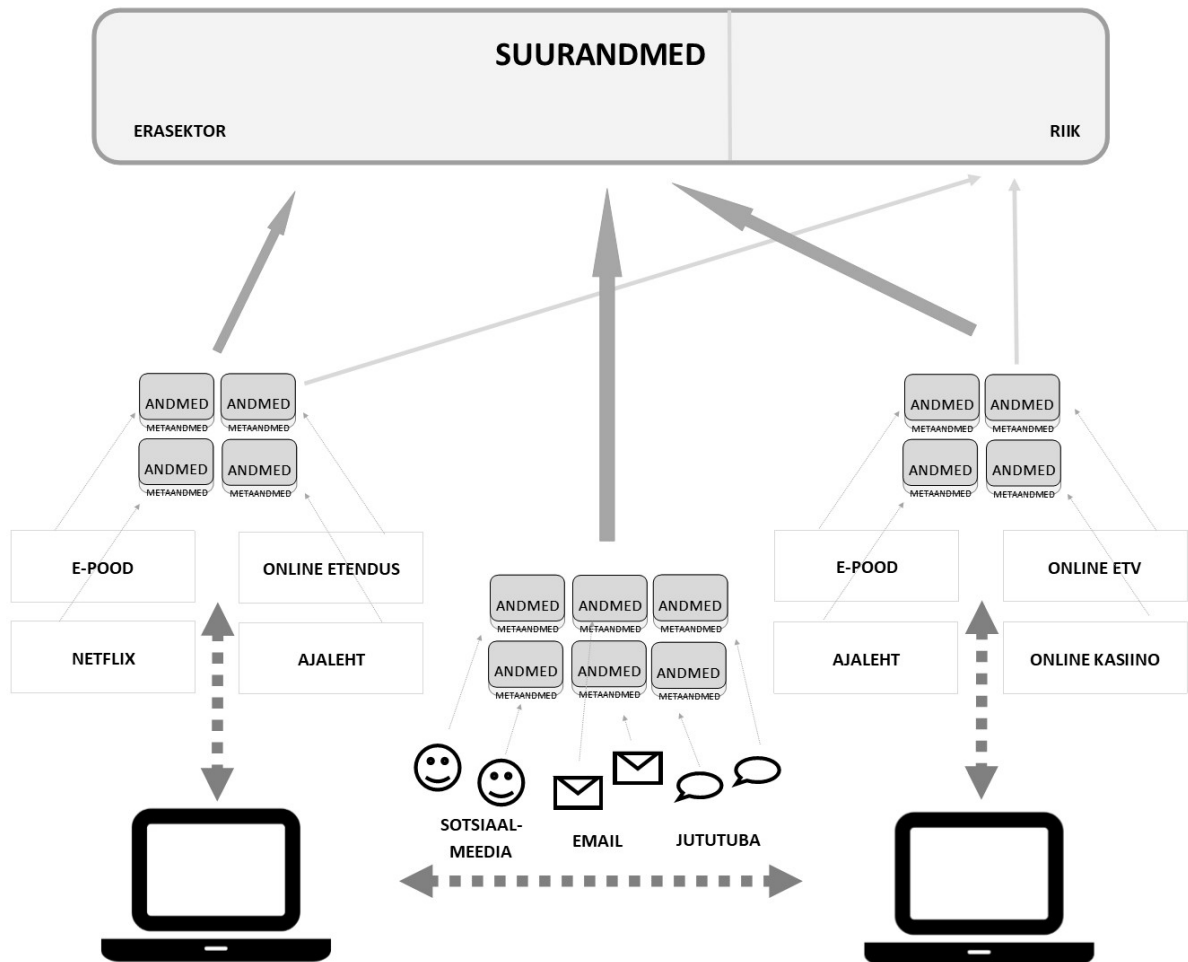 SUURANDMED
ERASEKTOR
RIIK
ANDMED ANDMED
METAANDMED METAANDMED
ANDMED ANDMED
METAANDMED METAANDMED
E-POOD
ONLINE ETENDUS
NETFLIX
AJALEHT
ANDMED ANDMED ANDMED
METAANDMED METAANDMED METAANDMED
ANDMED ANDMED ANDMED
METAANDMED METAANDMED METAANDMED
SOTSIAAL-
MEEDIA
EMAIL
JUTUTUBA
ANDMED ANDMED
METAANDMED METAANDMED
ANDMED ANDMED
METAANDMED METAANDMED
E-POOD
ONLINE ETV
AJALEHT
ONLINE KASIINO